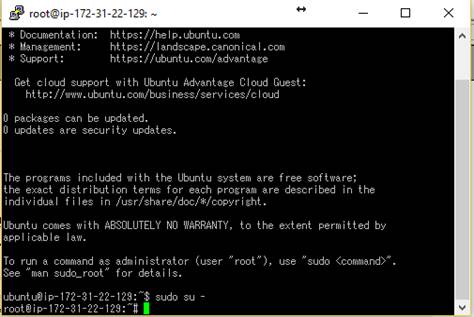 root@ip-172-31-22-129: ~
* Documentation: https://help.ubuntu.com
* Management: https://landscape.canonical.com
* Support: https://ubuntu.com/advantage
Get cloud support with Ubuntu Advantage Cloud Guest:
http://www.ubuntu.com/business/services/cloud
0 packages can be updated.
0 updates are security updates.
The programs included with the Ubuntu system are free software;
the exact distribution terms for each program are described in the
individual files in /usr/share/doc/*/copyright.
Ubuntu comes with ABSOLUTELY NO WARRANTY, to the extent permitted by
applicable law.
To run a command as administrator (user "root"), use "sudo <command>".
See "man sudo_root" for details.
ubuntu@ip-172-31-22-129:~$ sudo su -
root@ip-172-31-22-129:~#